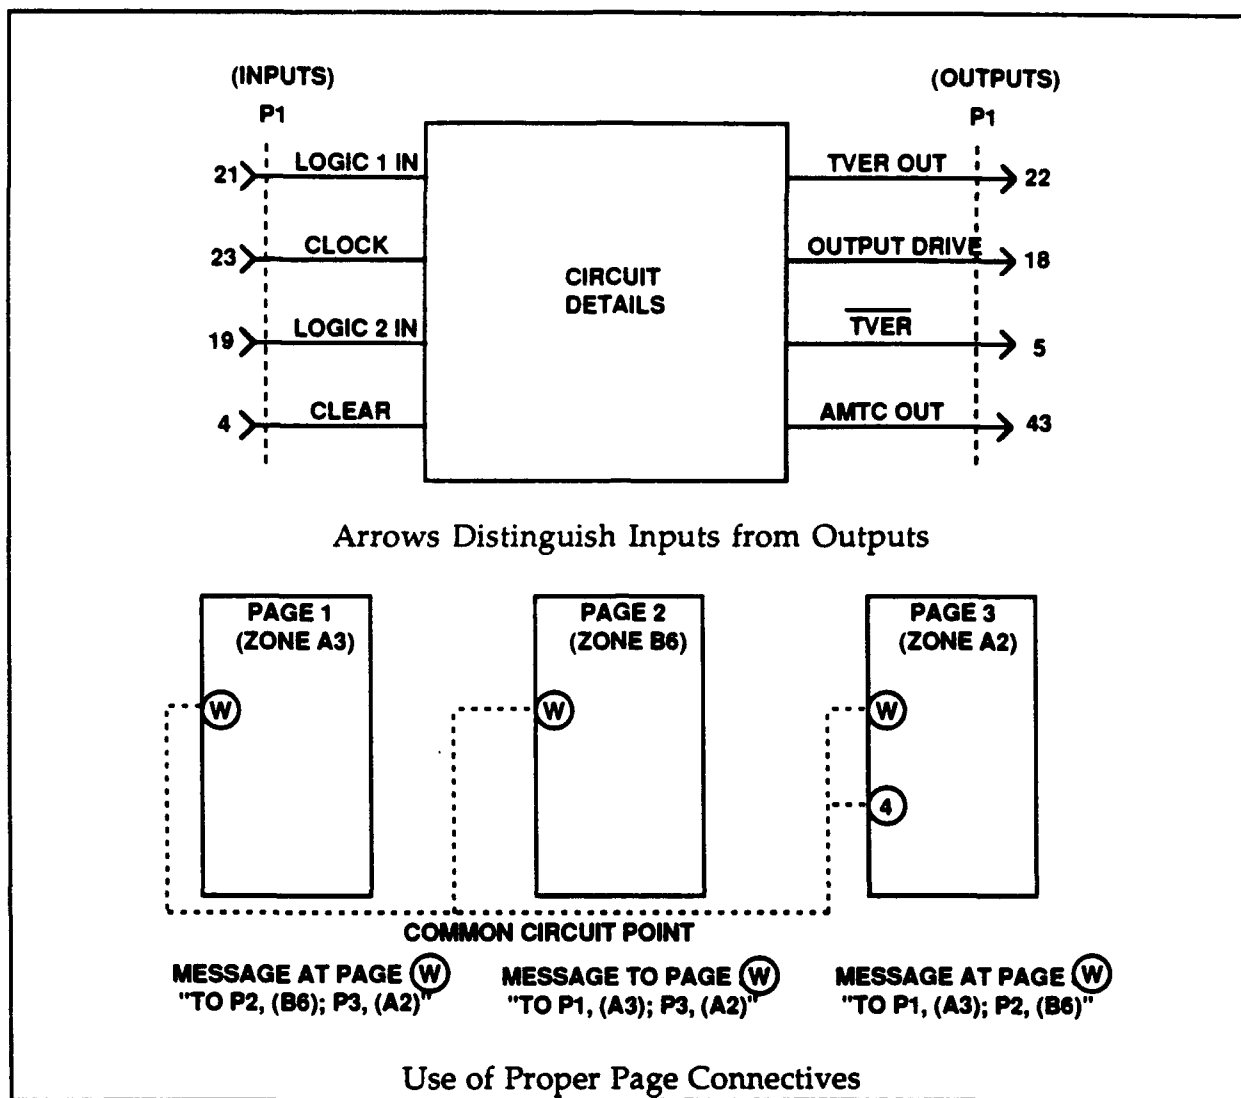 (INPUTS)
P1
(OUTPUTS)
P1
21
LOGIC 1 IN
TVER OUT
22
23
CLOCK
OUTPUT DRIVE
18
CIRCUIT
DETAILS
19
LOGIC 2 IN
TVER
5
4
CLEAR
AMTC OUT
43
Arrows Distinguish Inputs from Outputs
PAGE 1
(ZONE A3)
PAGE 2
(ZONE B6)
PAGE 3
(ZONE A2)
W
W
W
4
COMMON CIRCUIT POINT
MESSAGE AT PAGE W
"TO P2, (B6); P3, (A2)"
MESSAGE TO PAGE W
"TO P1, (A3); P3, (A2)"
MESSAGE AT PAGE W
"TO P1, (A3); P2, (B6)"
Use of Proper Page Connectives